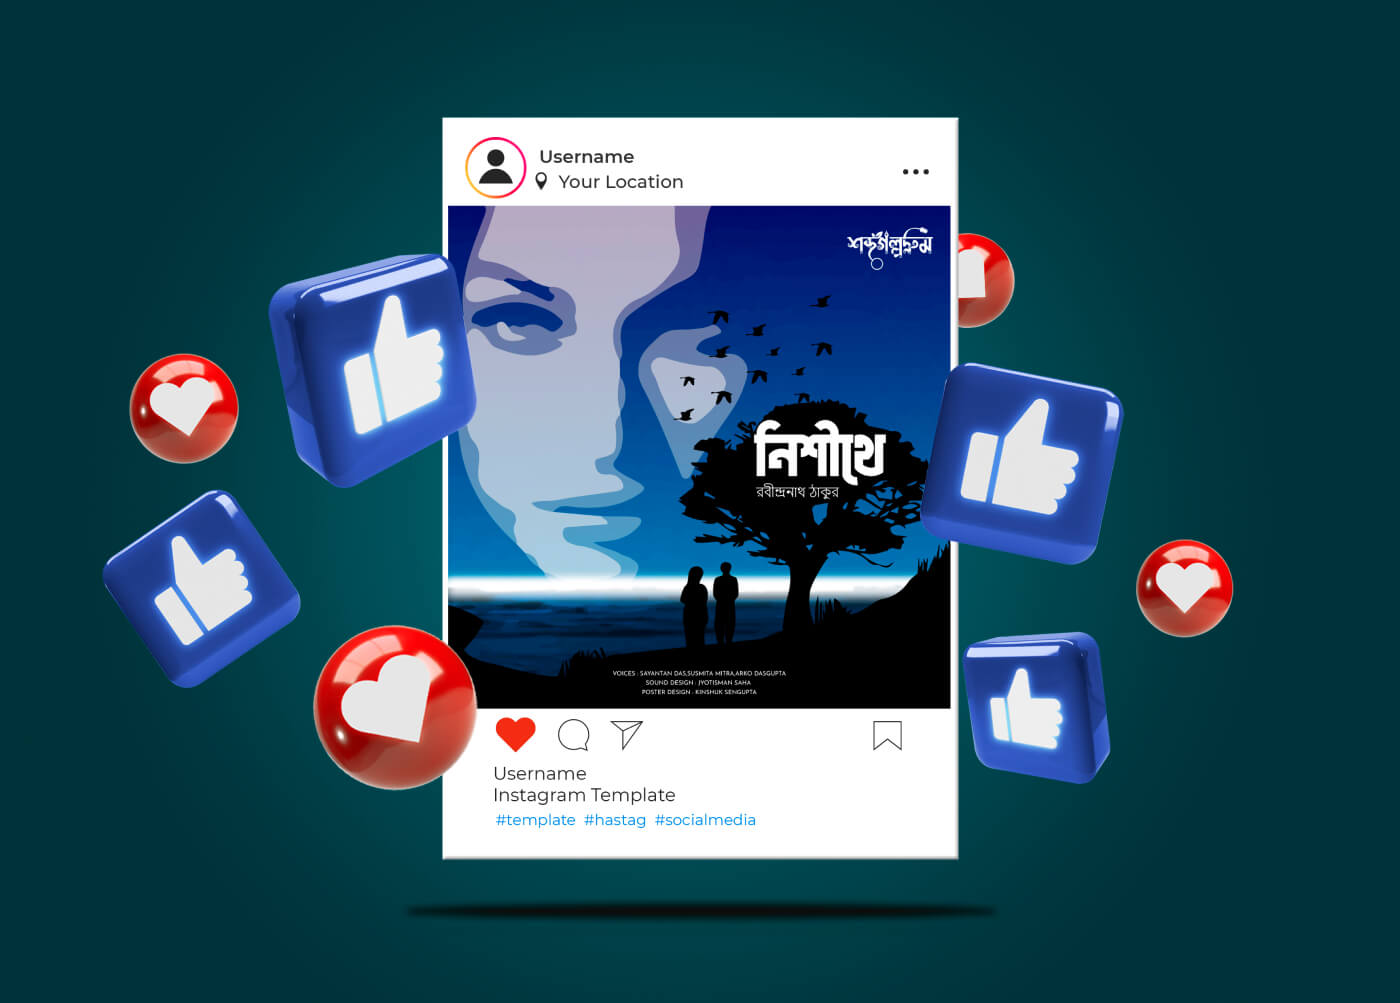 Username
Your Location
শব্দগল্পদ্রুম
নিশীথে
রবীন্দ্রনাথ ঠাকুর
VOICES : SAYANTAN DAS,SUSMITA MITRA,ARKO DASGUPTA
SOUND DESIGN : JYOTISMAN SAHA
POSTER DESIGN : KINSHUK SENGUPTA
Username
Instagram Template
#template #hastag #socialmedia